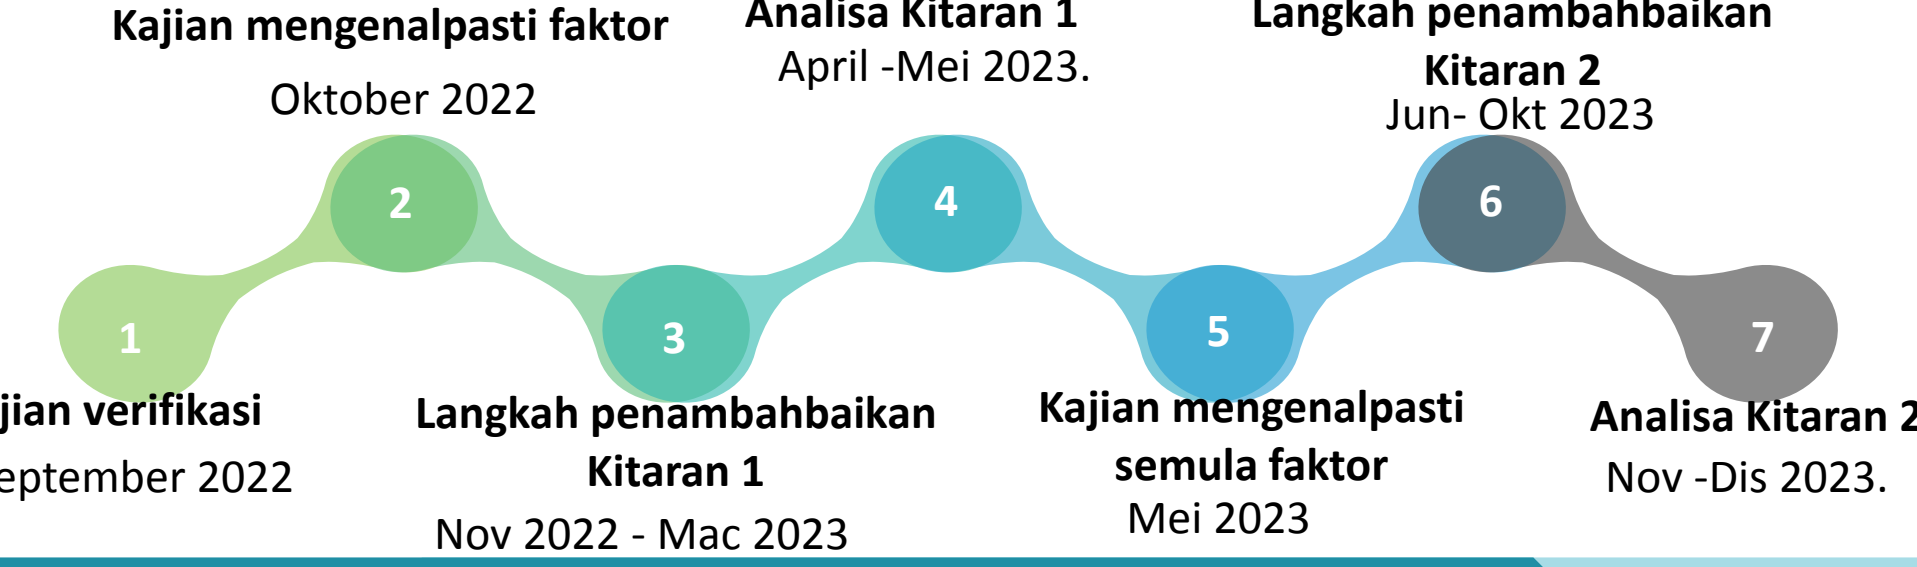 Kajian mengenalpasti faktor
Oktober 2022
Analisa Kitaran 1
April -Mei 2023.
Langkah penambahbaikan
Kitaran 2
Jun- Okt 2023
2
4
6
1
3
5
7
jian verifikasi
eptember 2022
Langkah penambahbaikan
Kitaran 1
Nov 2022 - Mac 2023
Kajian mengenalpasti
semula faktor
Mei 2023
Analisa Kitaran 2
Nov -Dis 2023.